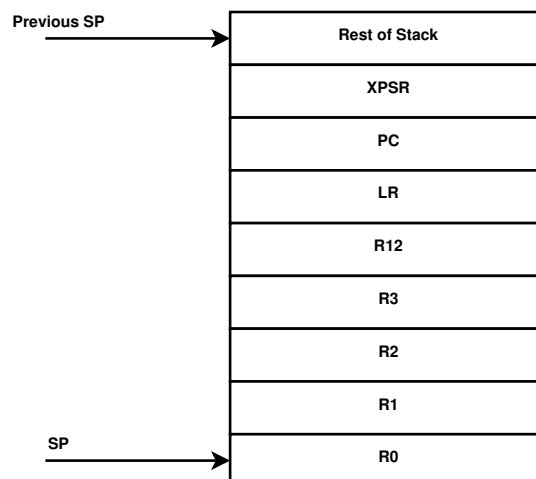 Previous SP
Rest of Stack
XPSR
PC
LR
R12
R3
R2
R1
SP
R0